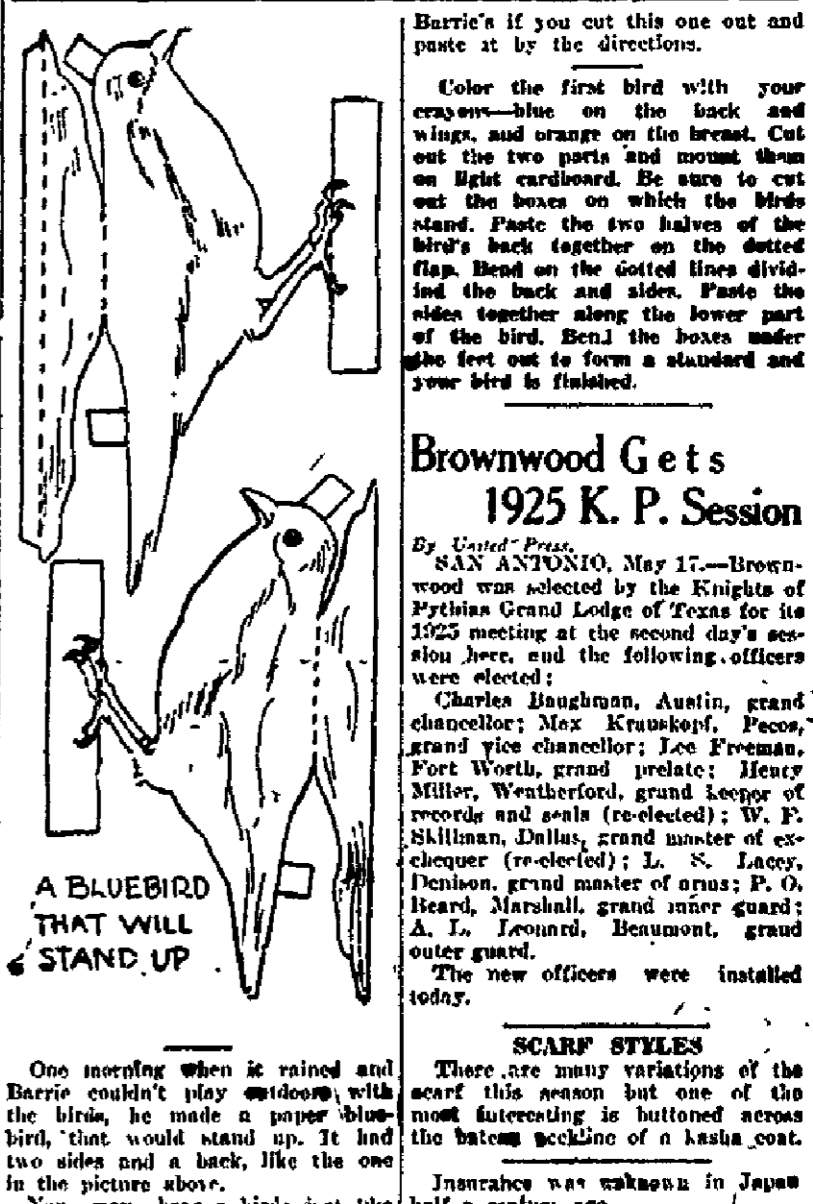 A BLUEBIRD
THAT WILL
STAND UP
One morning when it rained and
Barrie couldn't play outdoors with
the birds, he made a paper blue-
bird, that would stand up. It had
two sides and a back, like the one
in the picture above.
Barrie's if you cut this one out and
paste it by the directions.
Color the first bird with your
crayons—blue on the back and
wings, and orange on the breast. Cut
out the two parts and mount them
on light cardboard. Be sure to cut
out the boxes on which the birds
stand. Paste the two halves of the
bird's back together on the dotted
flap. Bend on the dotted lines divid-
ind the back and sides. Paste the
sides together along the lower part
of the bird. Bend the boxes under
the feet out to form a standard and
your bird is finished.
Brownwood Gets
1925 K. P. Session
By United Press.
SAN ANTONIO, May 17.—Brown-
wood was selected by the Knights of
Pythias Grand Lodge of Texas for its
1925 meeting at the second day's ses-
sion here, and the following officers
were elected:
Charles Baughman, Austin, grand
chancellor; Max Krauskopf, Pecos,
grand vice chancellor; Lee Freeman,
Fort Worth, grand prelate; Henry
Miller, Weatherford, grand keeper of
records and seals (re-elected); W. P.
Skillman, Dallas, grand master of ex-
chequer (re-elected); L. S. Lacey,
Denison, grand master of arms; P. O.
Beard, Marshall, grand inner guard;
A. L. Leonard, Beaumont, grand
outer guard.
The new officers were installed
today.
SCARF STYLES
There are many variations of the
scarf this season but one of the
most interesting is buttoned across
the bateau neckline of a kasha coat.
Insurance was unknown in Japan